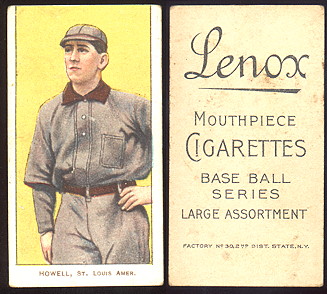 HOWELL, ST. LOUIS AMER.
Lenox
MOUTHPIECE
CIGARETTES
BASE BALL
SERIES
LARGE ASSORTMENT
FACTORY Nº 30, 2ND DIST. STATE, N.Y.